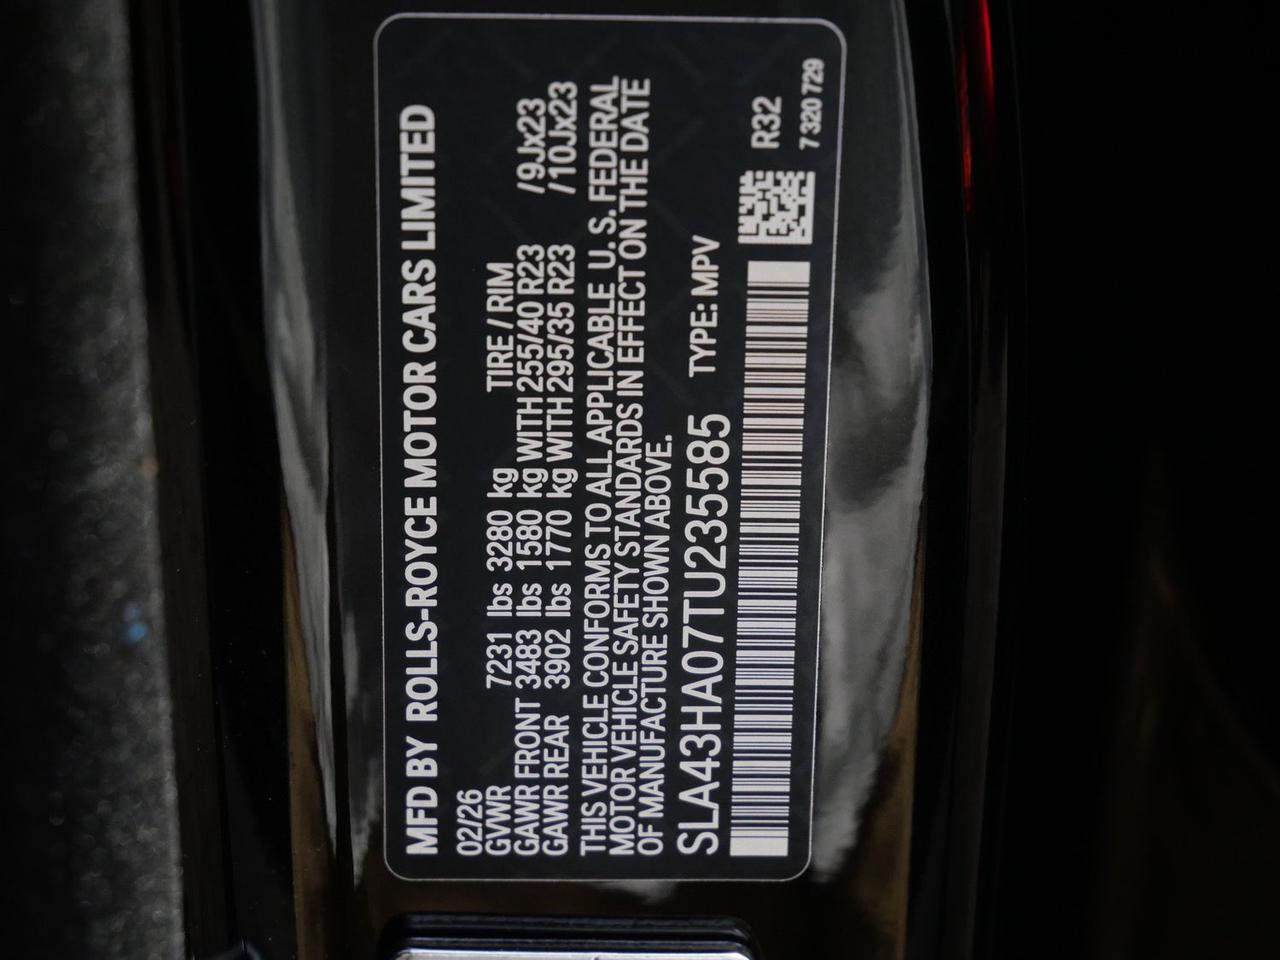 MFD BY ROLLS-ROYCE MOTOR CARS LIMITED
02/26
GVWR 7231 lbs 3280 kg TIRE / RIM
GAWR FRONT 3483 lbs 1580 kg WITH 255/40 R23 /9Jx23
GAWR REAR 3902 lbs 1770 kg WITH 295/35 R23 /10Jx23
THIS VEHICLE CONFORMS TO ALL APPLICABLE U. S. FEDERAL
MOTOR VEHICLE SAFETY STANDARDS IN EFFECT ON THE DATE
OF MANUFACTURE SHOWN ABOVE.
SLA43HA07TU235585 TYPE: MPV
R32
7 320 729